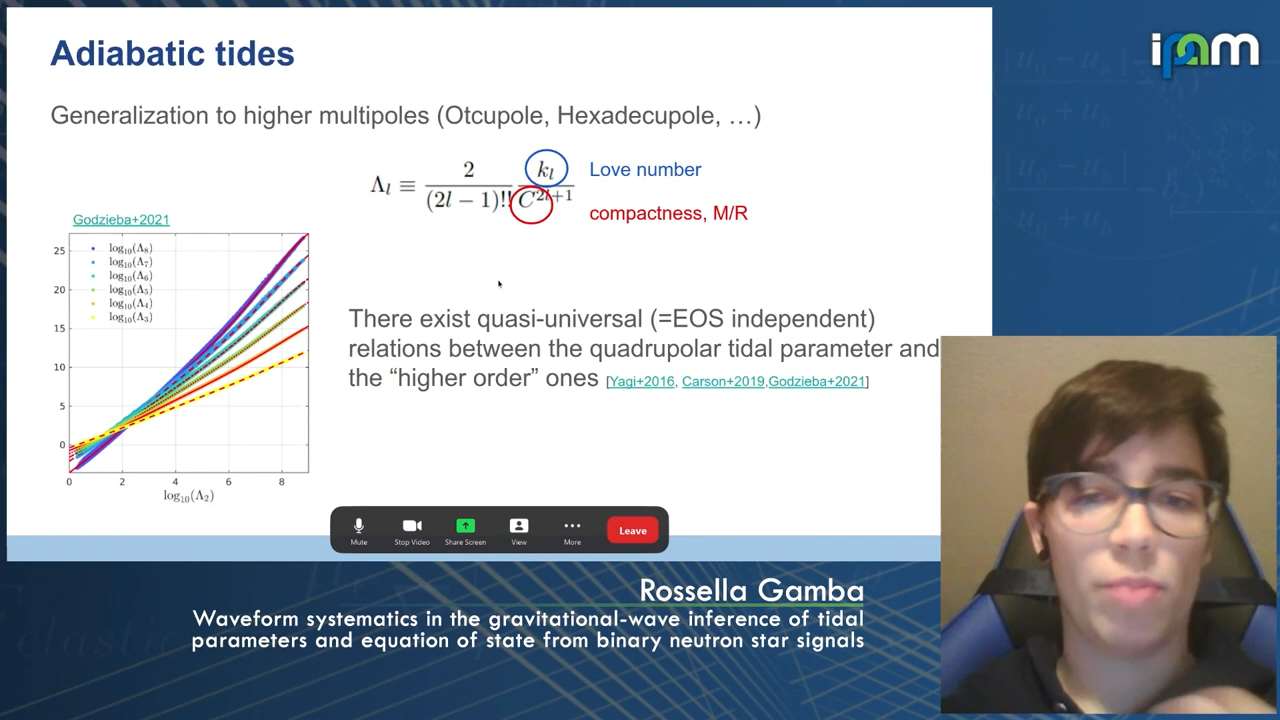 Adiabatic tides
Generalization to higher multipoles (Otcupole, Hexadecupole, …)
Λ_l ≡ 2 / (2l − 1)!! k_l / C^{2l+1}
Love number
compactness, M/R
Godzieba+2021
log₁₀(Λ₈)
log₁₀(Λ₇)
log₁₀(Λ₆)
log₁₀(Λ₅)
log₁₀(Λ₄)
log₁₀(Λ₃)
25
20
15
10
5
0
0 2 4 6 8
log₁₀(Λ₂)
There exist quasi-universal (=EOS independent)
relations between the quadrupolar tidal parameter and
the “higher order” ones [Yagi+2016, Carson+2019,Godzieba+2021]
Mute Stop Video Share Screen View More Leave
ipam
Rossella Gamba
Waveform systematics in the gravitational-wave inference of tidal
parameters and equation of state from binary neutron star signals